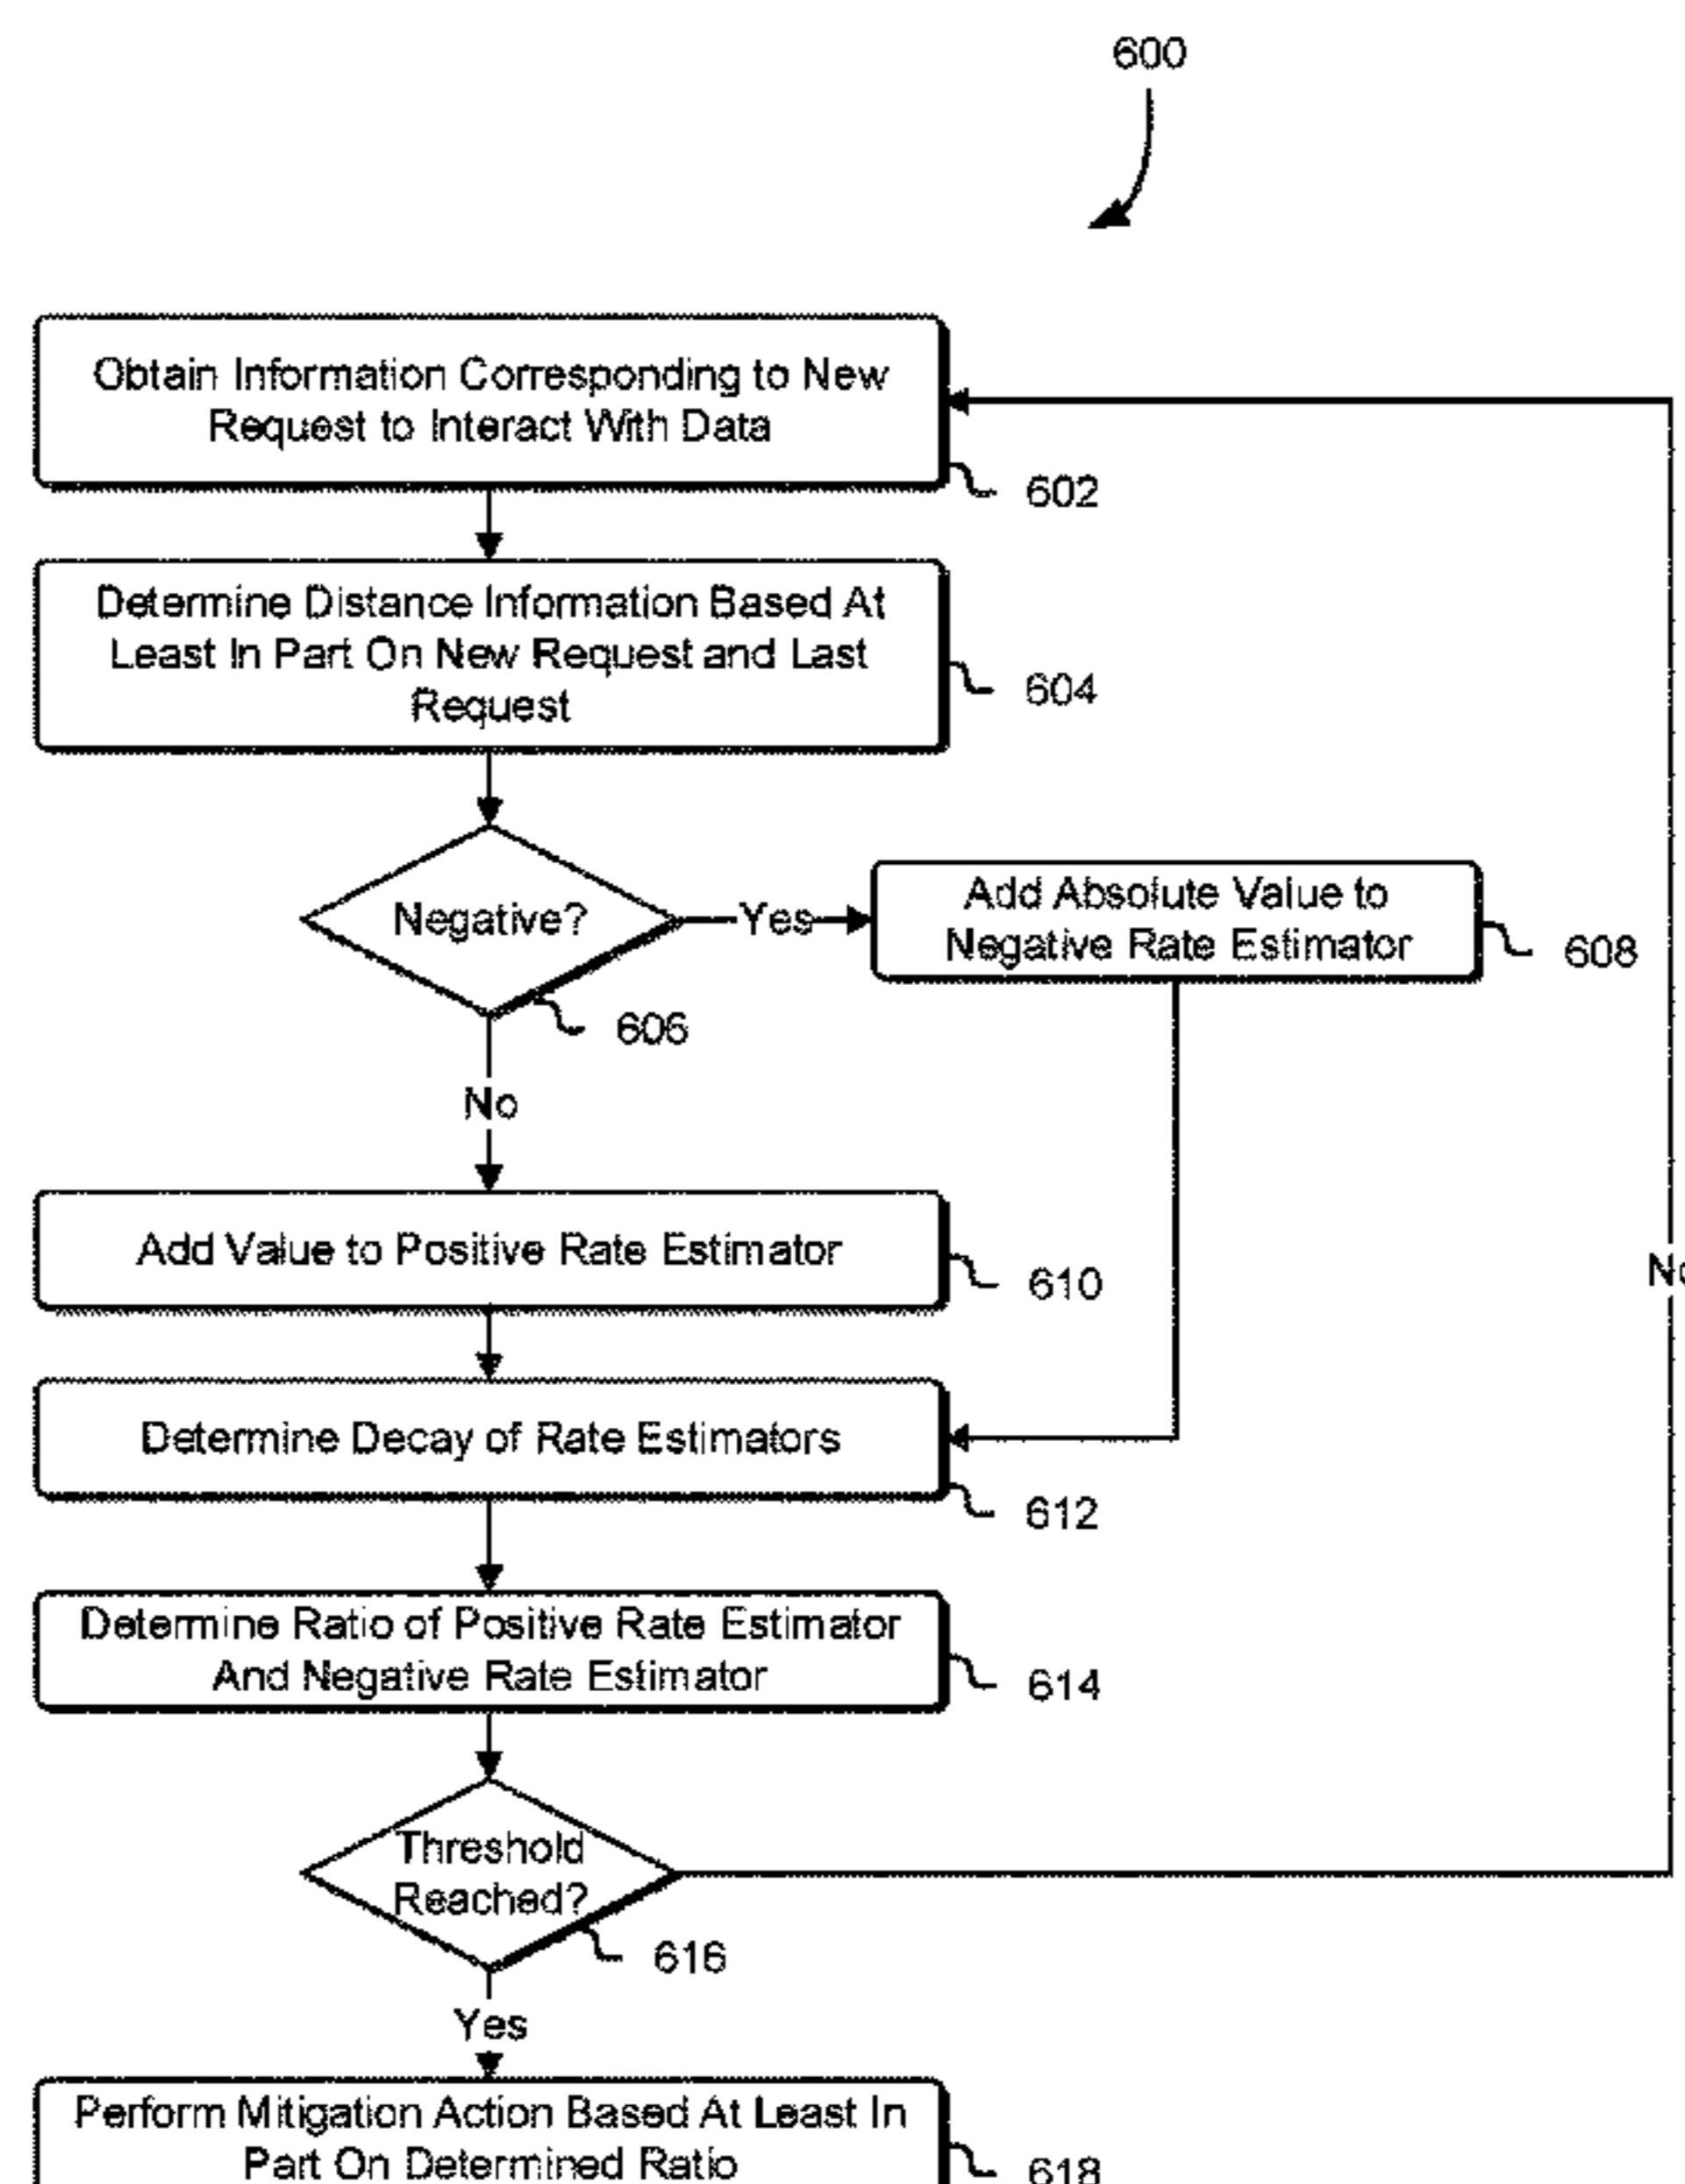 600
Obtain Information Corresponding to New
Request to Interact With Data
602
Determine Distance Information Based At
Least In Part On New Request and Last
Request
604
Negative?
Yes
606
Add Absolute Value to
Negative Rate Estimator
608
No
Add Value to Positive Rate Estimator
610
No
Determine Decay of Rate Estimators
612
Determine Ratio of Positive Rate Estimator
And Negative Rate Estimator
614
Threshold
Reached?
616
Yes
Perform Mitigation Action Based At Least In
Part On Determined Ratio
618